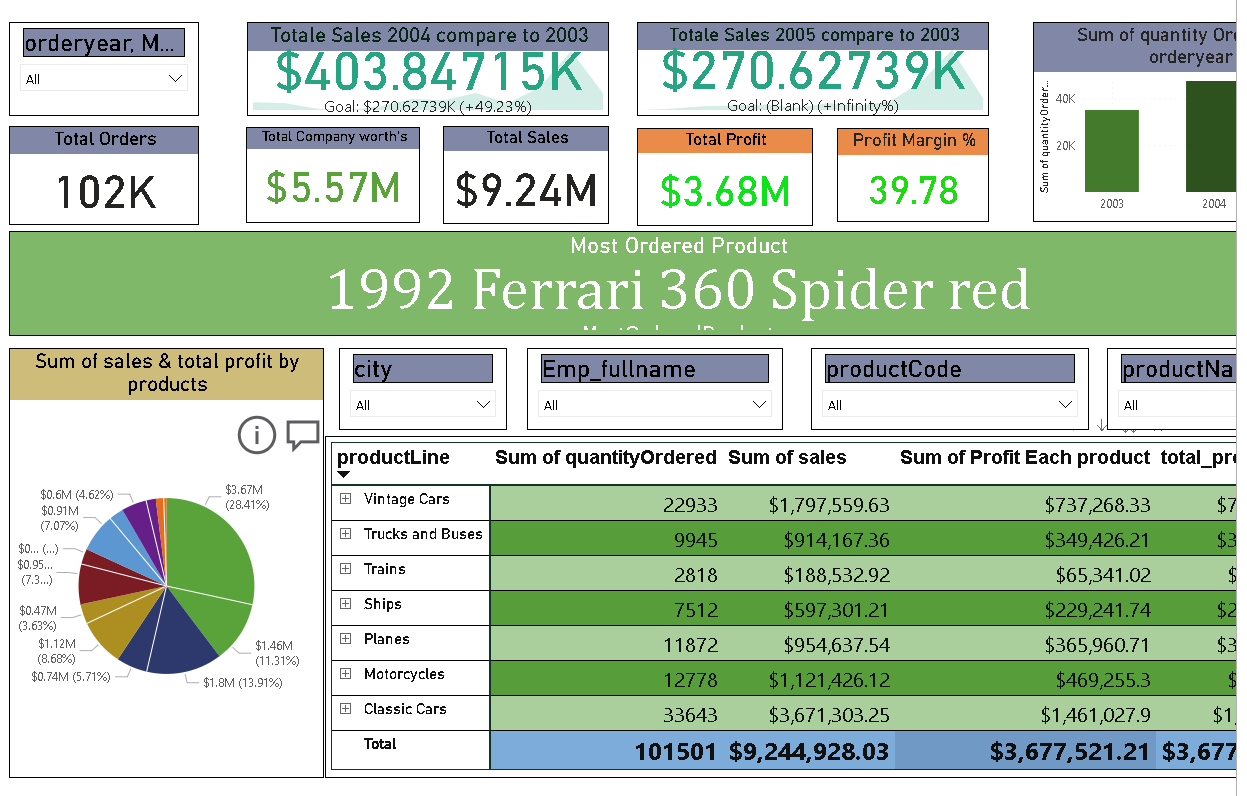 orderyear, M...
All
Totale Sales 2004 compare to 2003
$403.84715K
Goal: $270.62739K (+49.23%)
Totale Sales 2005 compare to 2003
$270.62739K
Goal: (Blank) (+Infinity%)
Sum of quantity Or
orderyear
Sum of quantityOrder...
40K
20K
2003
2004
Total Orders
102K
Total Company worth's
$5.57M
Total Sales
$9.24M
Total Profit
$3.68M
Profit Margin %
39.78
Most Ordered Product
1992 Ferrari 360 Spider red
Sum of sales & total profit by
products
$3.67M
(28.41%)
$1.46M
(11.31%)
$1.8M (13.91%)
$0.74M (5.71%)
$1.12M
(8.68%)
$0.47M
(3.63%)
$0.95...
(7.3...)
$0... (...)
$0.91M
(7.07%)
$0.6M (4.62%)
city
All
Emp_fullname
All
productCode
All
productNa
All
productLine Sum of quantityOrdered Sum of sales Sum of Profit Each product total_pro
Vintage Cars 22933 $1,797,559.63 $737,268.33 $7
Trucks and Buses 9945 $914,167.36 $349,426.21 $3
Trains 2818 $188,532.92 $65,341.02 $
Ships 7512 $597,301.21 $229,241.74 $2
Planes 11872 $954,637.54 $365,960.71 $3
Motorcycles 12778 $1,121,426.12 $469,255.3 $
Classic Cars 33643 $3,671,303.25 $1,461,027.9 $1,
Total 101501 $9,244,928.03 $3,677,521.21 $3,677